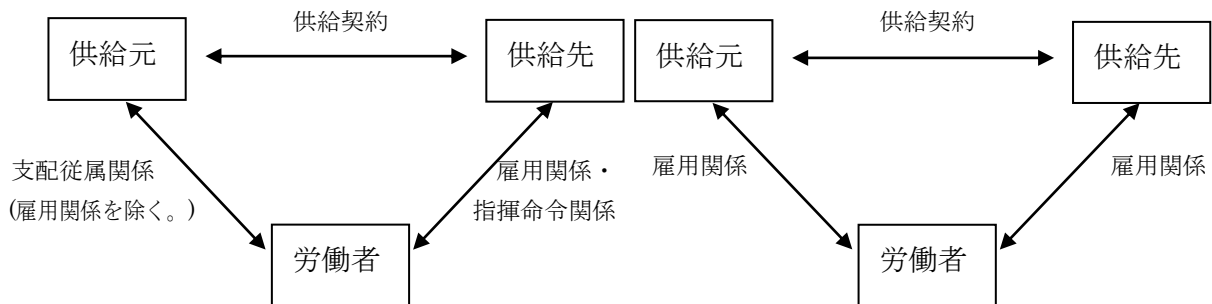 供給契約
供給元
供給先
支配従属関係
(雇用関係を除く。)
雇用関係・
指揮命令関係
労働者
供給契約
供給元
供給先
雇用関係
雇用関係
労働者